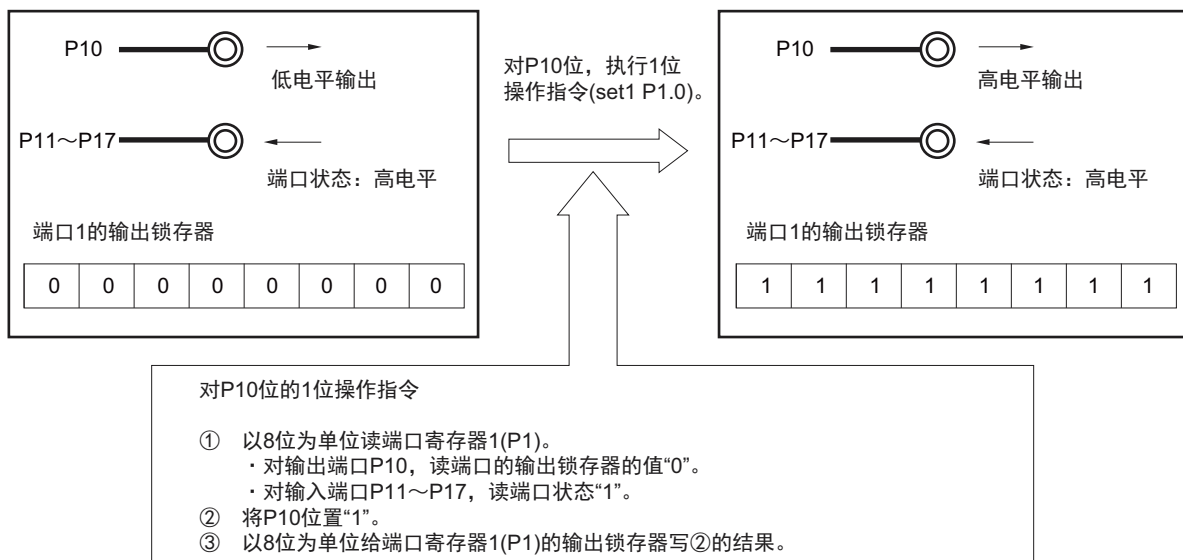 P10
低电平输出
P11～P17
端口状态：高电平
端口1的输出锁存器
0 0 0 0 0 0 0 0
对P10位，执行1位
操作指令(set1 P1.0)。
P10
高电平输出
P11～P17
端口状态：高电平
端口1的输出锁存器
1 1 1 1 1 1 1 1
对P10位的1位操作指令
① 以8位为单位读端口寄存器1(P1)。
・对输出端口P10，读端口的输出锁存器的值“0”。
・对输入端口P11～P17，读端口状态“1”。
② 将P10位置“1”。
③ 以8位为单位给端口寄存器1(P1)的输出锁存器写②的结果。